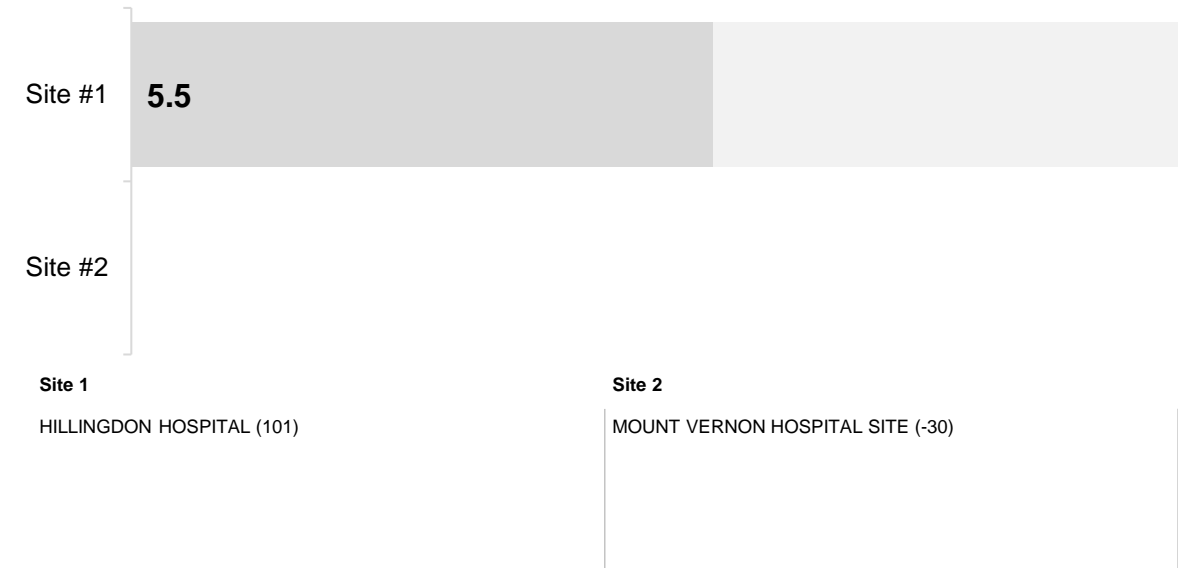 Site #1
5.5
Site #2
Site 1
Site 2
HILLINGDON HOSPITAL (101)
MOUNT VERNON HOSPITAL SITE (-30)